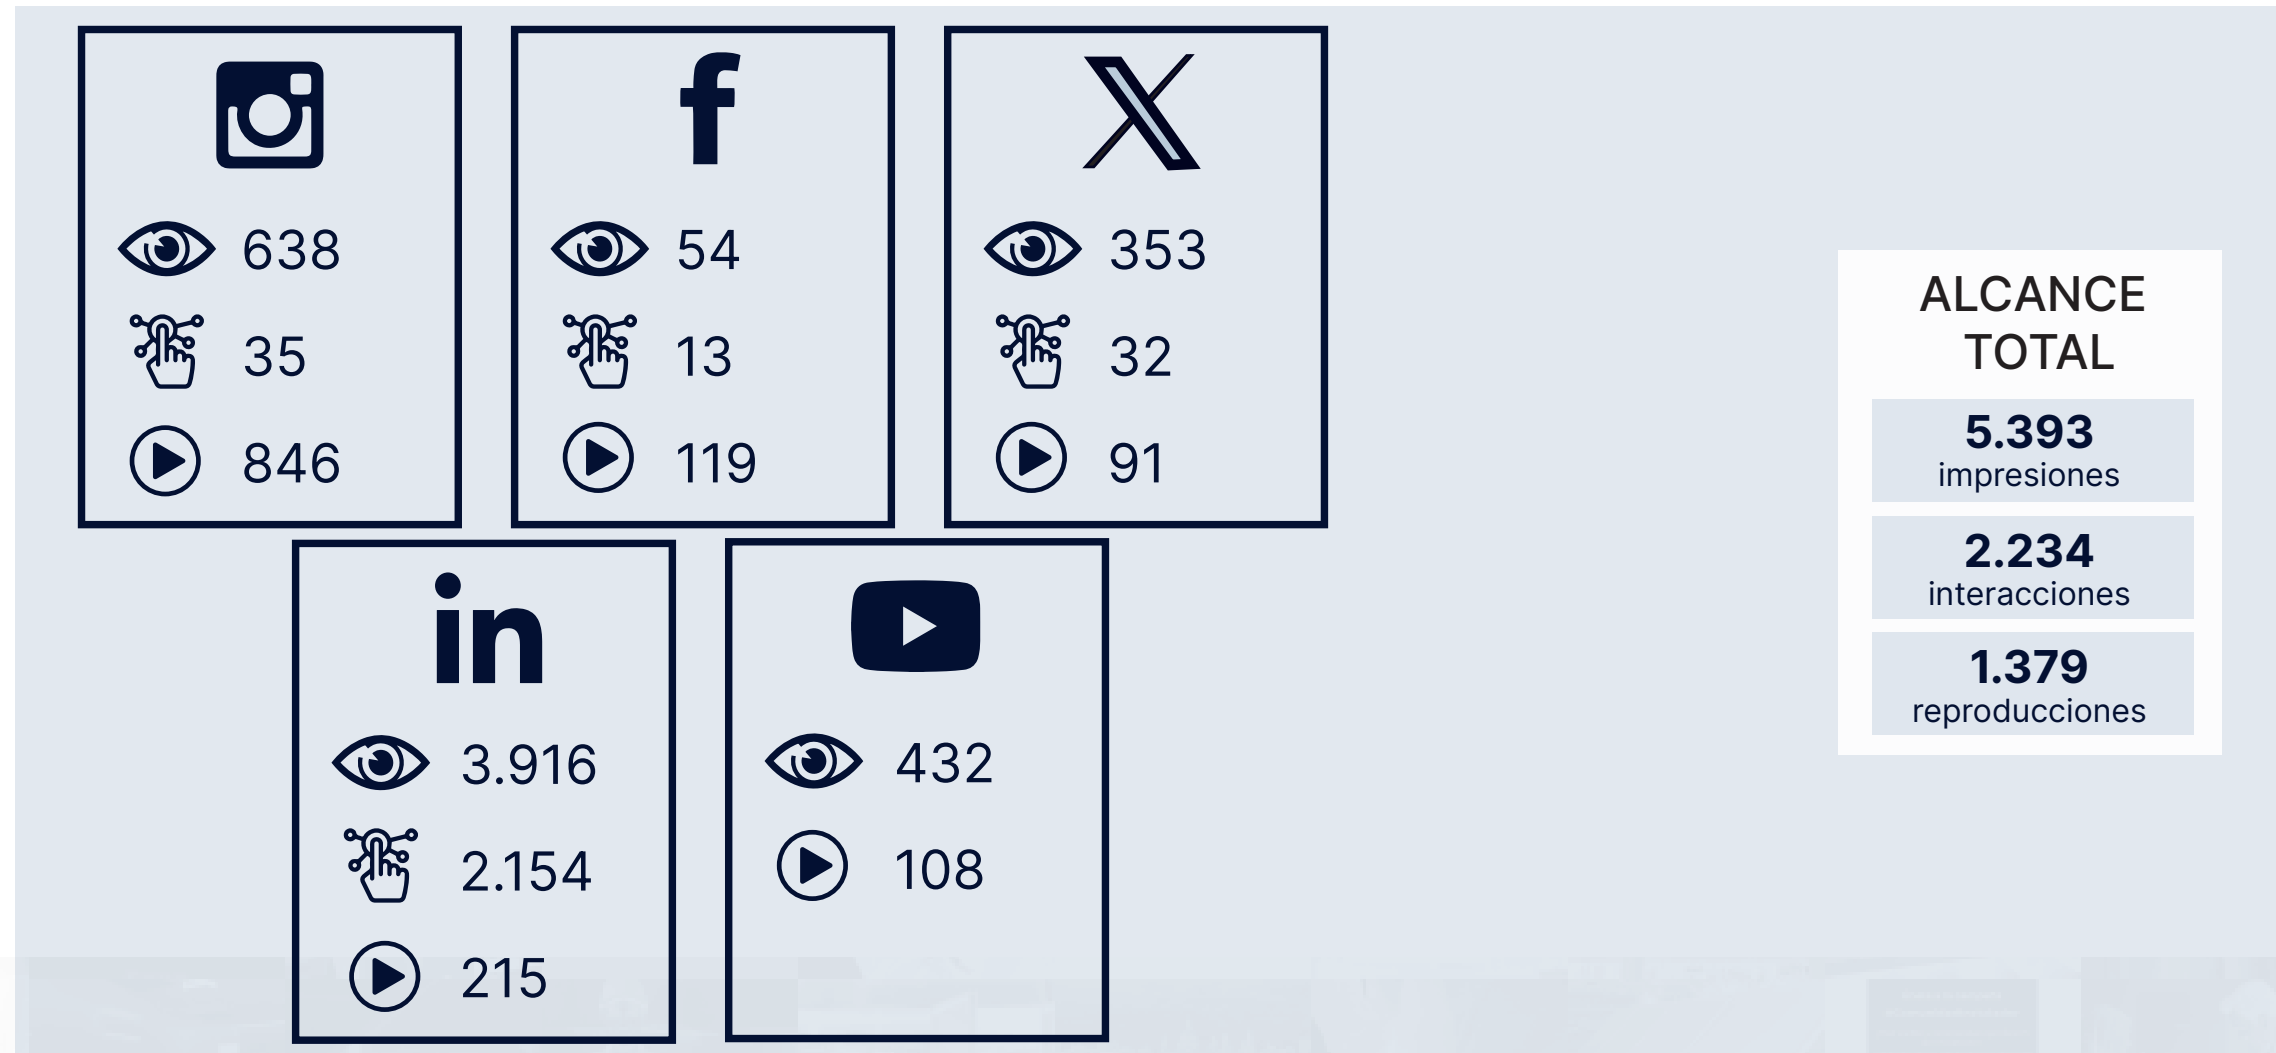 638
35
846
54
13
119
353
32
91
in
3.916
2.154
215
432
108
ALCANCE
TOTAL
5.393
impresiones
2.234
interacciones
1.379
reproducciones